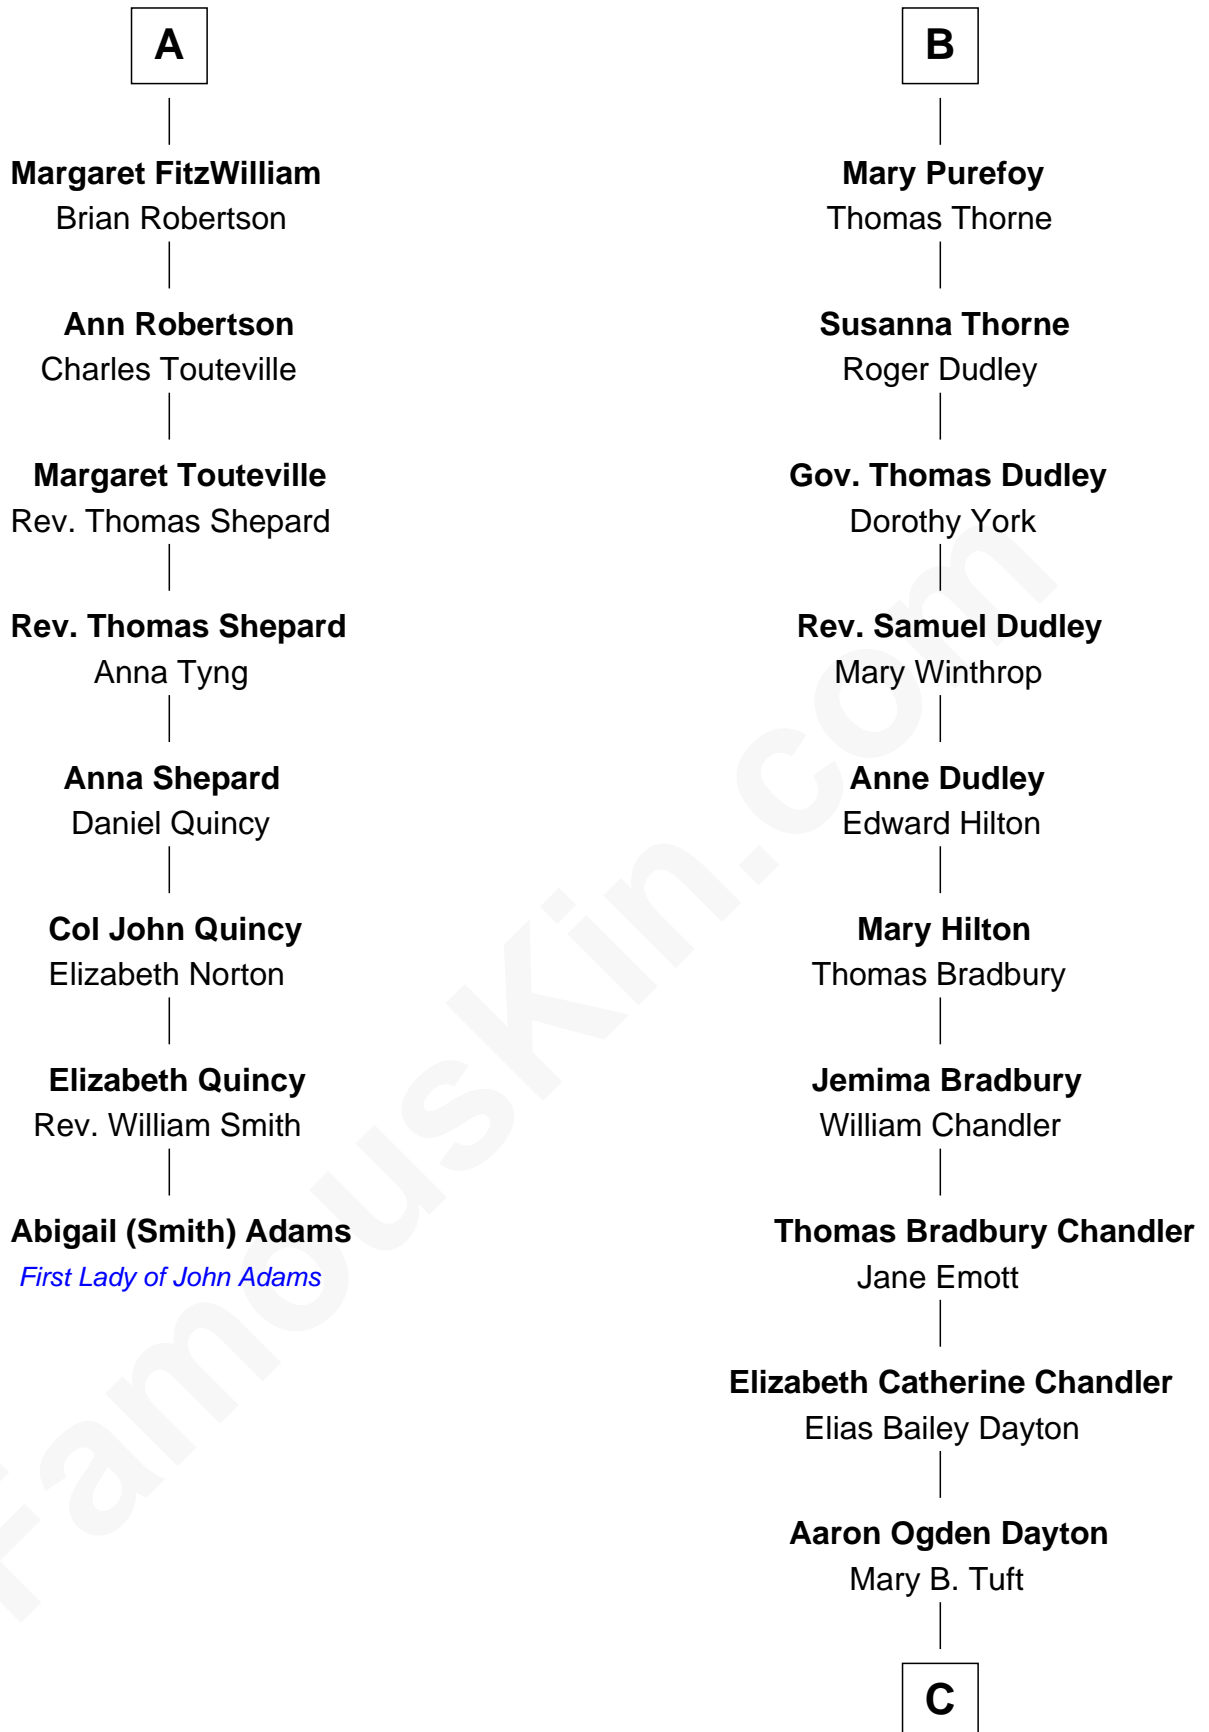 A
Margaret FitzWilliam
Brian Robertson
Ann Robertson
Charles Touteville
Margaret Touteville
Rev. Thomas Shepard
Rev. Thomas Shepard
Anna Tyng
Anna Shepard
Daniel Quincy
Col John Quincy
Elizabeth Norton
Elizabeth Quincy
Rev. William Smith
Abigail (Smith) Adams
First Lady of John Adams
B
Mary Purefoy
Thomas Thorne
Susanna Thorne
Roger Dudley
Gov. Thomas Dudley
Dorothy York
Rev. Samuel Dudley
Mary Winthrop
Anne Dudley
Edward Hilton
Mary Hilton
Thomas Bradbury
Jemima Bradbury
William Chandler
Thomas Bradbury Chandler
Jane Emott
Elizabeth Catherine Chandler
Elias Bailey Dayton
Aaron Ogden Dayton
Mary B. Tuft
C
FamousKin.com